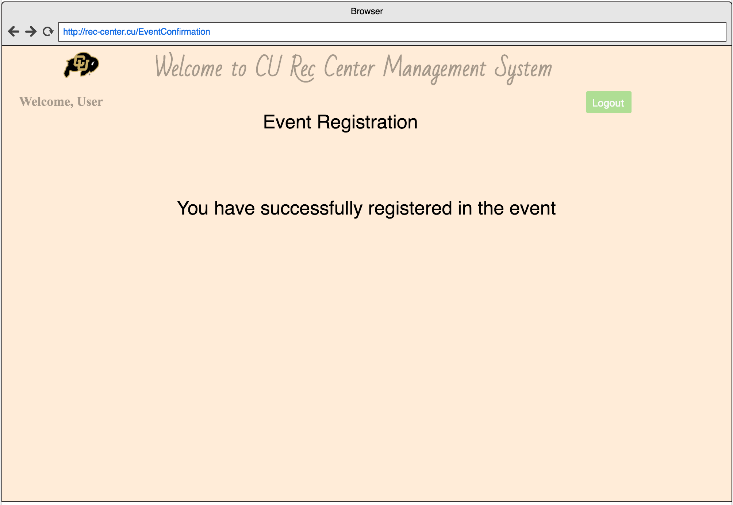 Browser
http://rec-center.cu/EventConfirmation
CU
Welcome to CU Rec Center Management System
Welcome, User
Logout
Event Registration
You have successfully registered in the event